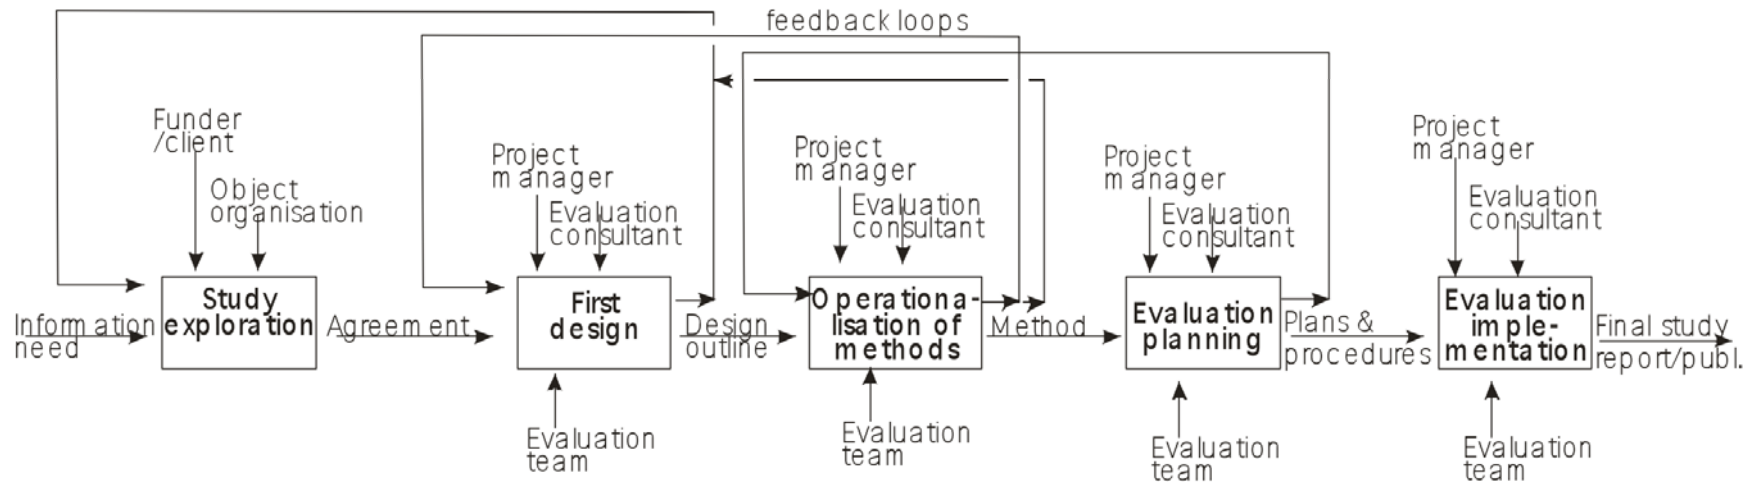 feedback loops
Funder
/client
Object
organisation
Project
manager
Evaluation
consultant
Project
manager
Evaluation
consultant
Project
manager
Evaluation
consultant
Project
manager
Evaluation
consultant
Information
need
Study
exploration
Agreement
First
design
Design
outline
Operationa-
lisation of
methods
Method
Evaluation
planning
Plans &
procedures
Evaluation
imple-
mentation
Final study
report/publ.
Evaluation
team
Evaluation
team
Evaluation
team
Evaluation
team